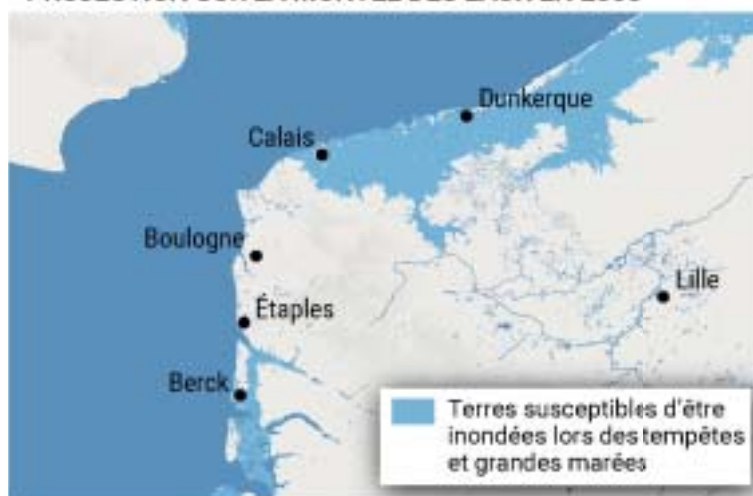 Dunkerque
Calais
Boulogne
Lille
Étaples
Berck
Terres susceptibles d'être
inondées lors des tempêtes
et grandes marées